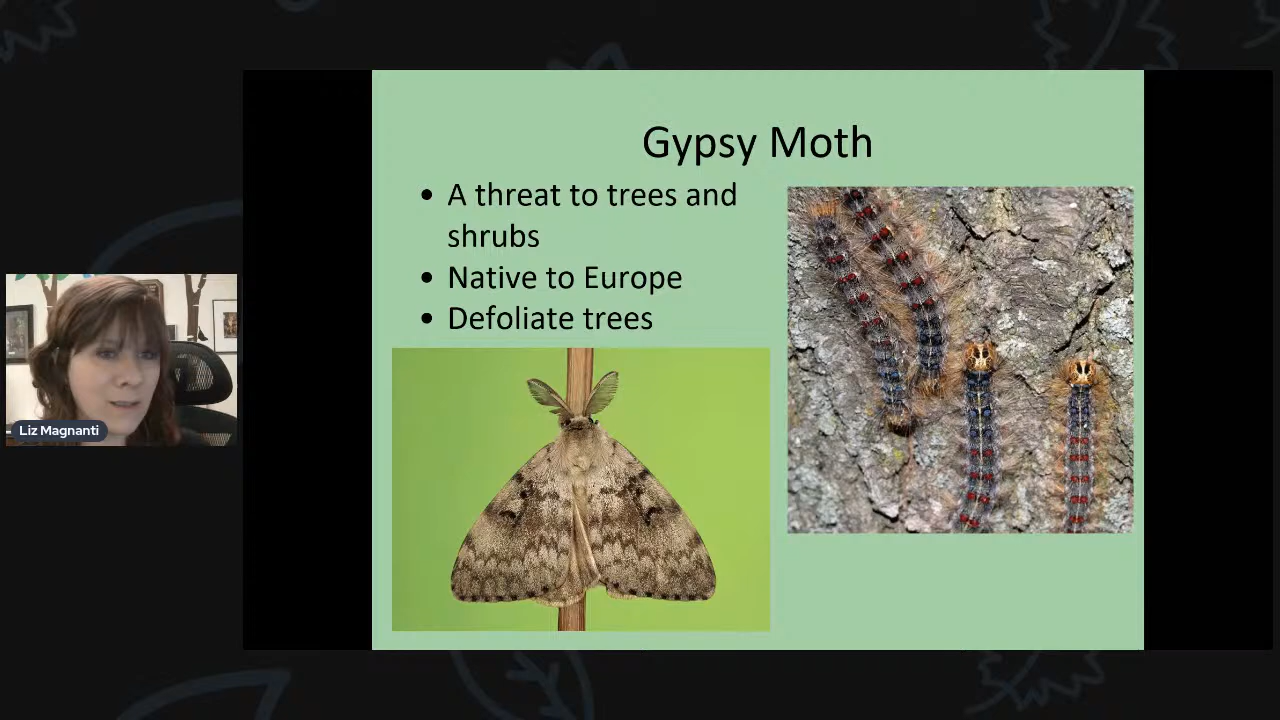 Gypsy Moth
• A threat to trees and
shrubs
• Native to Europe
• Defoliate trees
Liz Magnanti